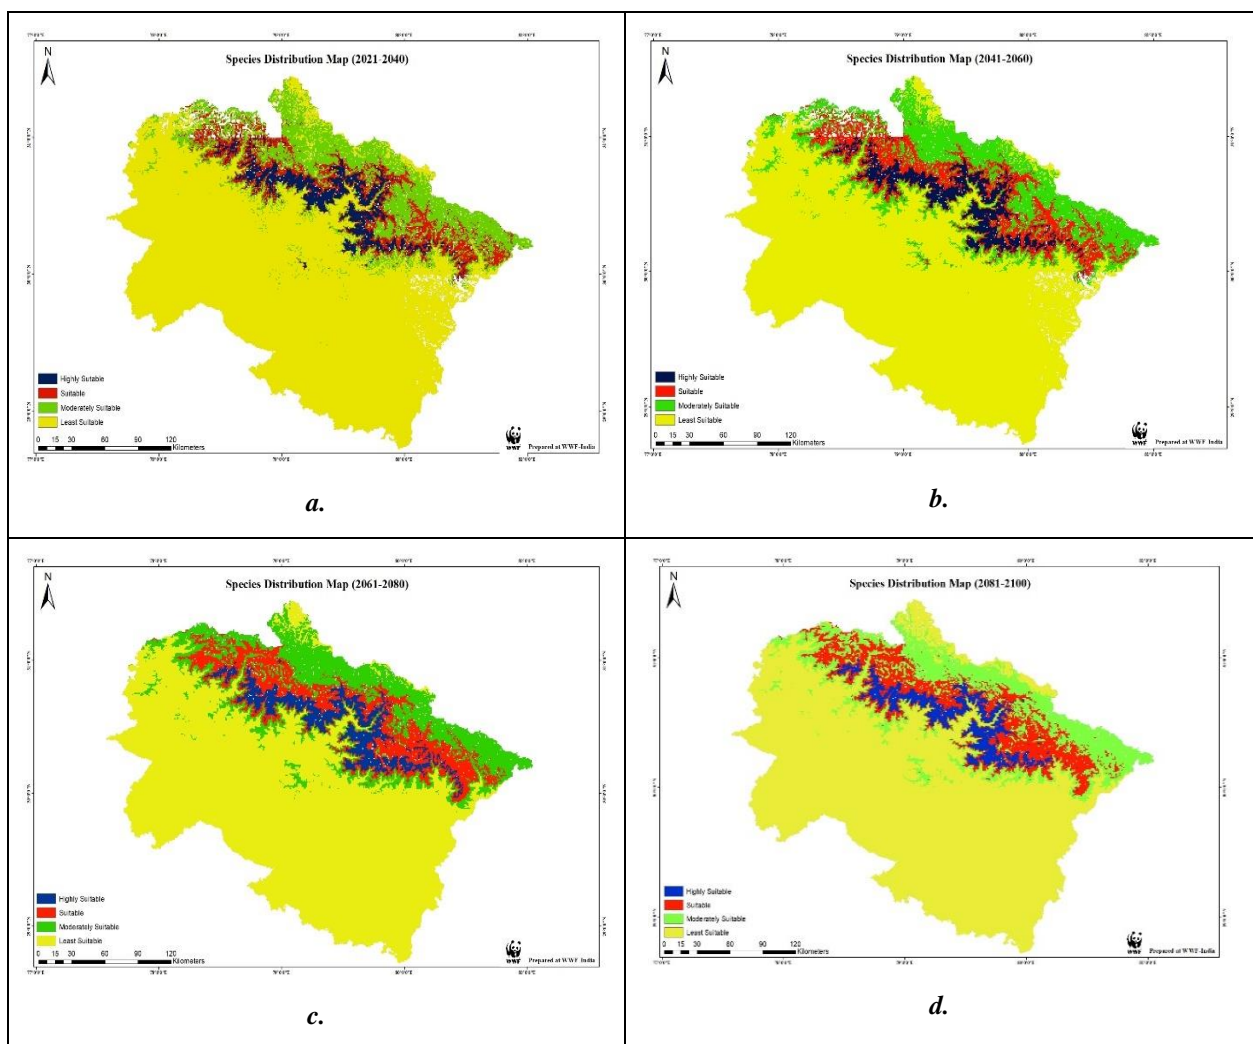 N
Species Distribution Map (2021-2040)
Highly Sutable
Suitable
Moderately Suitable
Least Suitable
0 15 30 60 90 120
Kilometers
WWF
Prepared at WWF-India
a.
N
Species Distribution Map (2041-2060)
Highly Suitable
Suitable
Moderately Suitable
Least Suitable
0 15 30 60 90 120
Kilometers
WWF
Prepared at WWF-India
b.
N
Species Distribution Map (2061-2080)
Highly Suitable
Suitable
Moderately Suitable
Least Suitable
0 15 30 60 90 120
Kilometers
WWF
Prepared at WWF-India
c.
N
Species Distribution Map (2081-2100)
Highly Suitable
Suitable
Moderately Suitable
Least Suitable
0 15 30 60 90 120
Kilometers
WWF
Prepared at WWF-India
d.